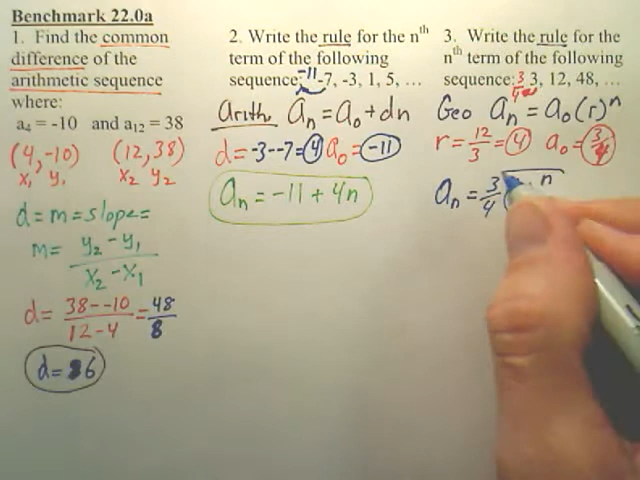 Benchmark 22.0a
1. Find the common
difference of the
arithmetic sequence
where:
a₄ = -10 and a₁₂ = 38
(4,-10) (12,38)
x₁ y₁ x₂ y₂
d = m = slope =
m = y₂ - y₁
x₂ - x₁
d = 38 - -10 = 48
12 - 4 8
d = 6
2. Write the rule for the nᵗʰ
term of the following
-11
sequence: -7, -3, 1, 5, …
Arith. aₙ = a₀ + dn
d = -3 - -7 = 4 a₀ = -11
aₙ = -11 + 4n
3. Write the rule for the
nᵗʰ term of the following
sequence: 3/4 3, 12, 48, …
Geo aₙ = a₀(r)ⁿ
r = 12/3 = 4 a₀ = 3/4
aₙ = 3/4 ( n